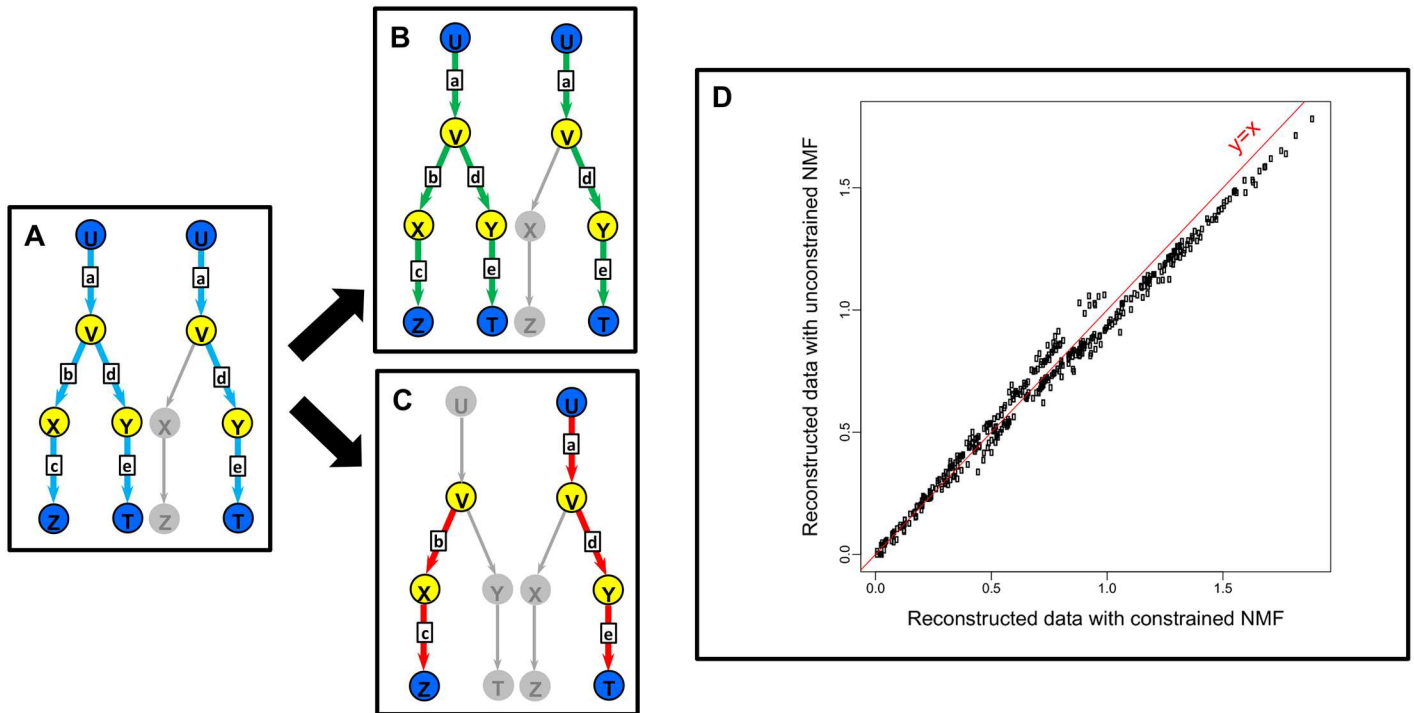 A
U
U
a
a
V
V
b
d
d
X
Y
X
Y
c
e
e
Z
T
Z
T
B
U
U
a
a
V
V
b
d
d
X
Y
X
Y
c
e
e
Z
T
Z
T
C
U
U
a
V
V
b
d
X
Y
X
Y
c
e
Z
T
Z
T
D
y=x
Reconstructed data with unconstrained NMF
1.5
1.0
0.5
0.0
0.0 0.5 1.0 1.5
Reconstructed data with constrained NMF